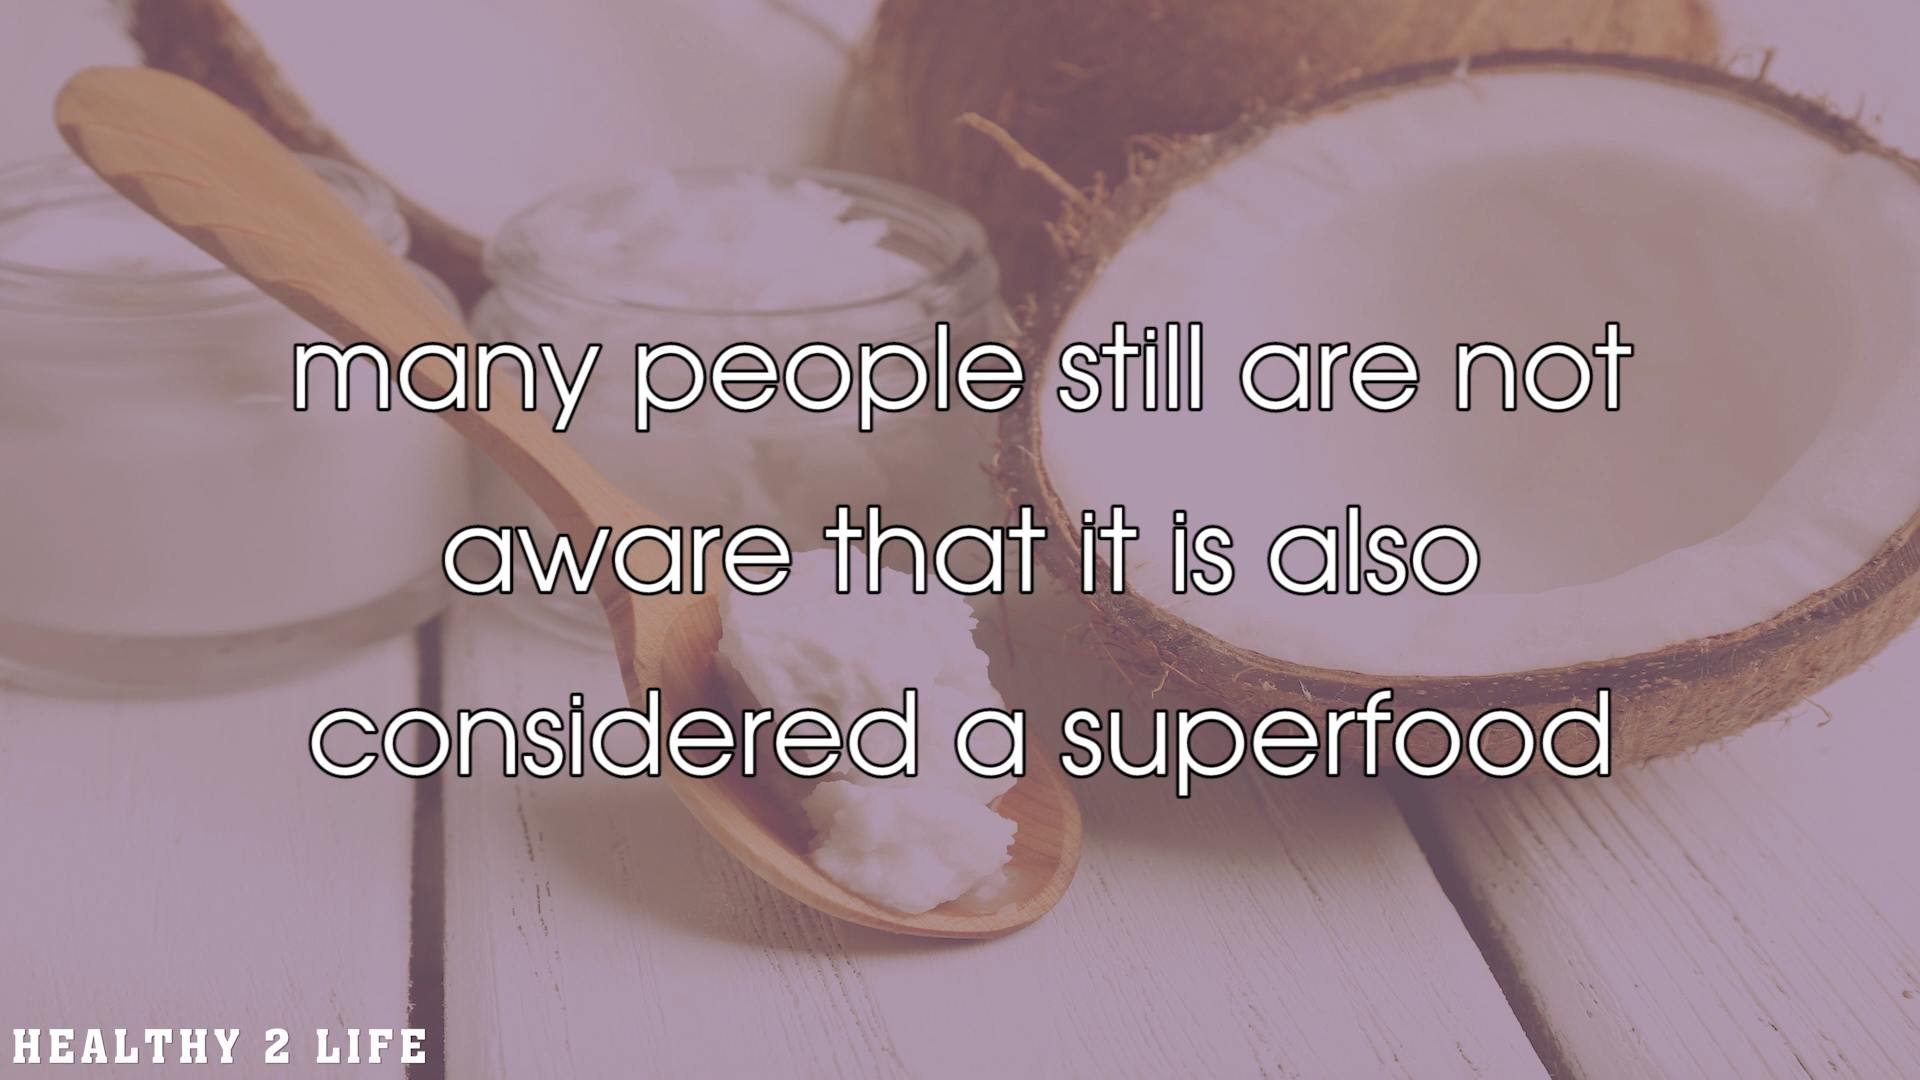 many people still are not
aware that it is also
considered a superfood
HEALTHY 2 LIFE